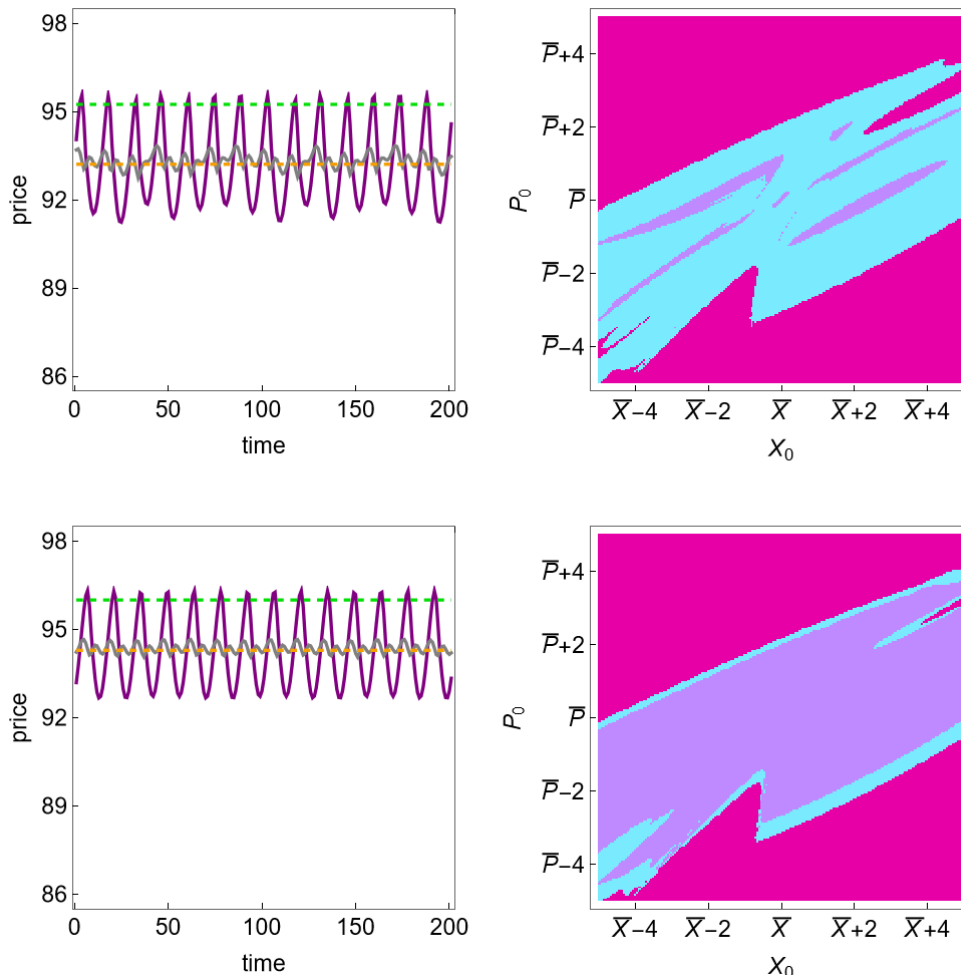 98
95
92
89
86
price
0
50
100
150
200
time
P̅+4
P̅+2
P̅
P̅−2
P̅−4
P₀
X̅−4
X̅−2
X̅
X̅+2
X̅+4
X₀
98
95
92
89
86
price
0
50
100
150
200
time
P̅+4
P̅+2
P̅
P̅−2
P̅−4
P₀
X̅−4
X̅−2
X̅
X̅+2
X̅+4
X₀